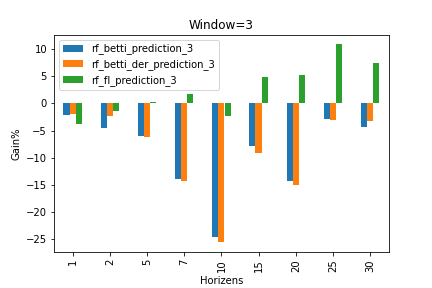 Window=3
rf_betti_prediction_3
rf_betti_der_prediction_3
rf_fl_prediction_3
Gain%
10
5
0
−5
−10
−15
−20
−25
1 2 5 7 10 15 20 25 30
Horizens